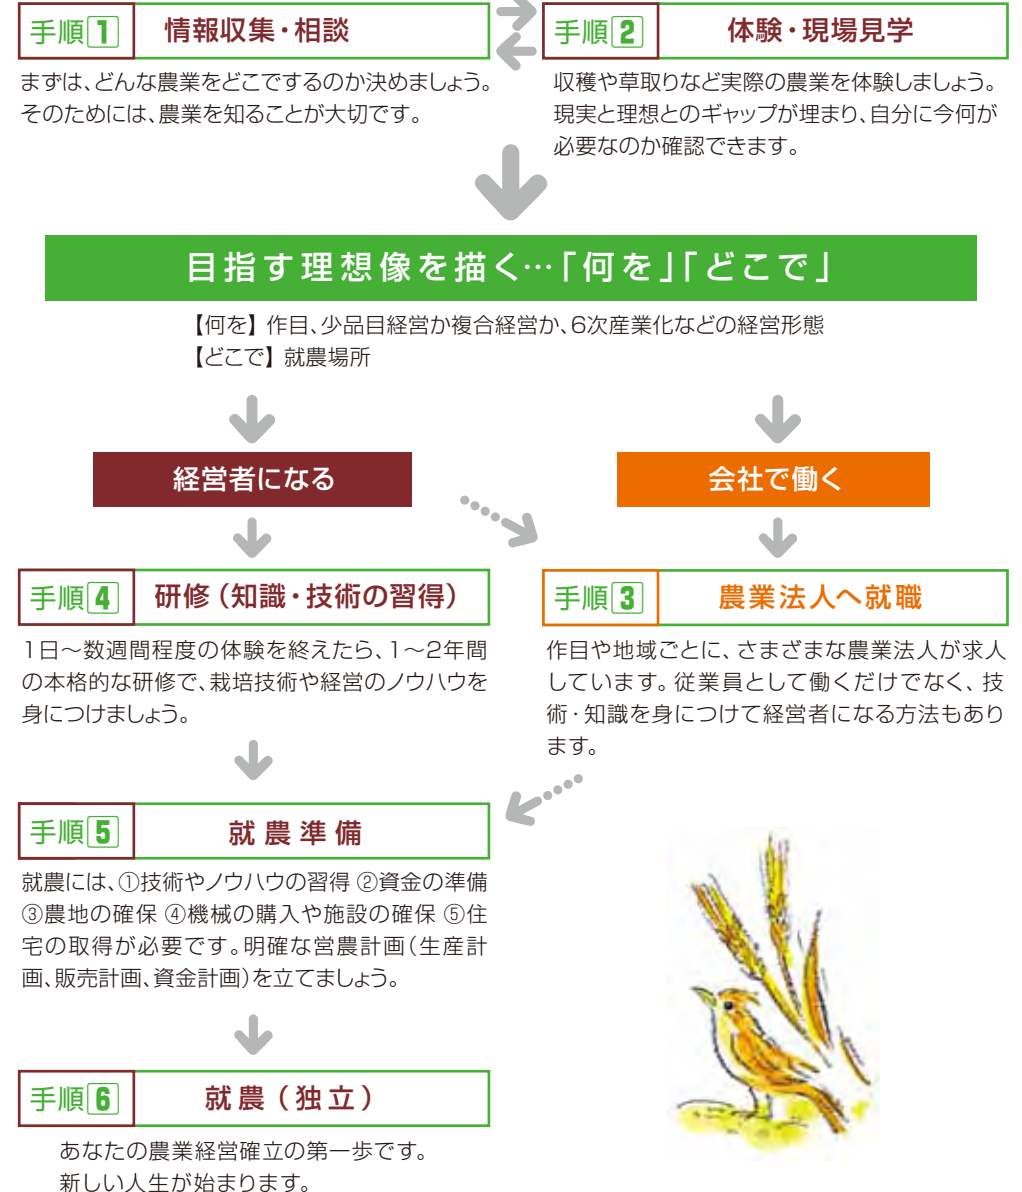 手順1 情報収集・相談
まずは、どんな農業をどこでするのか決めましょう。
そのためには、農業を知ることが大切です。
手順2 体験・現場見学
収穫や草取りなど実際の農業を体験しましょう。
現実と理想とのギャップが埋まり、自分に今何が
必要なのか確認できます。
目指す理想像を描く…「何を」「どこで」
【何を】作目、少品目経営か複合経営か、6次産業化などの経営形態
【どこで】就農場所
経営者になる
会社で働く
手順4 研修（知識・技術の習得）
1日～数週間程度の体験を終えたら、1～2年間
の本格的な研修で、栽培技術や経営のノウハウを
身につけましょう。
手順3 農業法人へ就職
作目や地域ごとに、さまざまな農業法人が求人
しています。従業員として働くだけでなく、技
術・知識を身につけて経営者になる方法もあり
ます。
手順5 就農準備
就農には、①技術やノウハウの習得 ②資金の準備
③農地の確保 ④機械の購入や施設の確保 ⑤住
宅の取得が必要です。明確な営農計画（生産計
画、販売計画、資金計画）を立てましょう。
手順6 就農（独立）
あなたの農業経営確立の第一歩です。
新しい人生が始まります。